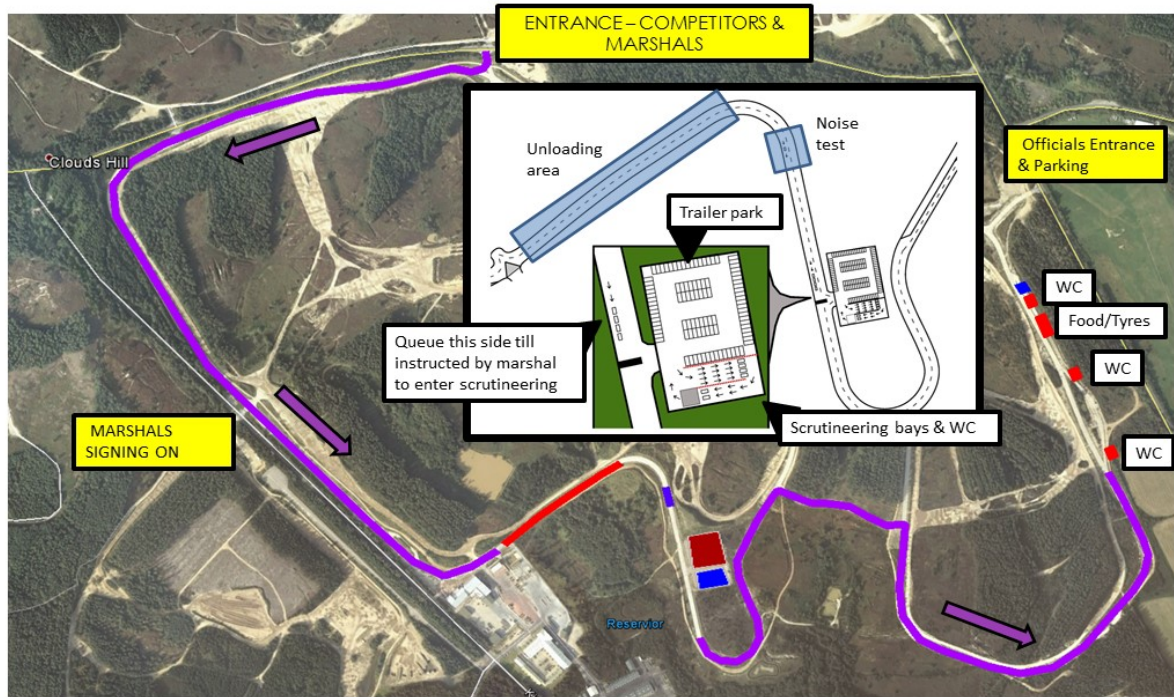 ENTRANCE – COMPETITORS &
MARSHALS
Clouds Hill
Unloading
area
Noise
test
Officials Entrance
& Parking
Trailer park
WC
Food/Tyres
Queue this side till
instructed by marshal
to enter scrutineering
WC
MARSHALS
SIGNING ON
Scrutineering bays & WC
WC
Reservior